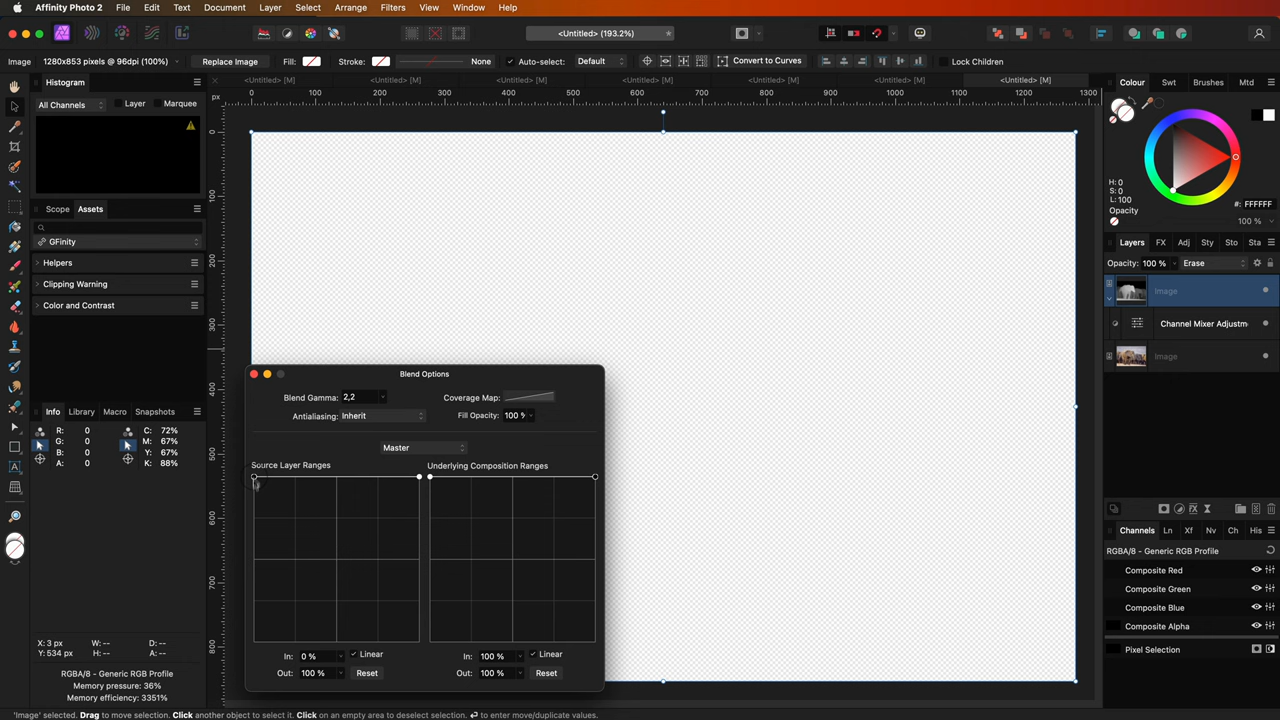 Affinity Photo 2 File Edit Text Document Layer Select Arrange Filters View Window Help
<Untitled> (193.2%)
Image 1280x853 pixels @ 96dpi (100%) Replace Image Fill: Stroke: None Auto-select: Default Convert to Curves Lock Children
Histogram
All Channels Layer Marquee
Scope Assets
GFinity
Helpers
Clipping Warning
Color and Contrast
Info Library Macro Snapshots
R: 0 C: 72%
G: 0 M: 67%
B: 0 Y: 67%
A: 0 K: 88%
X: 3 px W: -- D: --
Y: 534 px H: -- A: --
RGBA/8 - Generic RGB Profile
Memory pressure: 36%
Memory efficiency: 3351%
<Untitled> [M] <Untitled> [M] <Untitled> [M] <Untitled> [M] <Untitled> [M] <Untitled> [M] <Untitled> [M]
px 0 100 200 300 400 500 600 700 800 900 1000 1100 1200 1300
0
100
200
300
400
500
600
700
800
Blend Options
Blend Gamma: 2,2 Coverage Map:
Antialiasing: Inherit Fill Opacity: 100 %
Master
Source Layer Ranges Underlying Composition Ranges
In: 0 % Linear In: 100 % Linear
Out: 100 % Reset Out: 100 % Reset
Colour Swt Brushes Mtd
H: 0
S: 0
L: 100
#: FFFFFF
Opacity
100 %
Layers FX Adj Sty Sto Sta
Opacity: 100 % Erase
Image
Channel Mixer Adjustm
Image
Channels Ln Xf Nv Ch His
RGBA/8 - Generic RGB Profile
Composite Red
Composite Green
Composite Blue
Composite Alpha
Pixel Selection
'Image' selected. Drag to move selection. Click another object to select it. Click on an empty area to deselect selection. ⏎ to enter move/duplicate values.